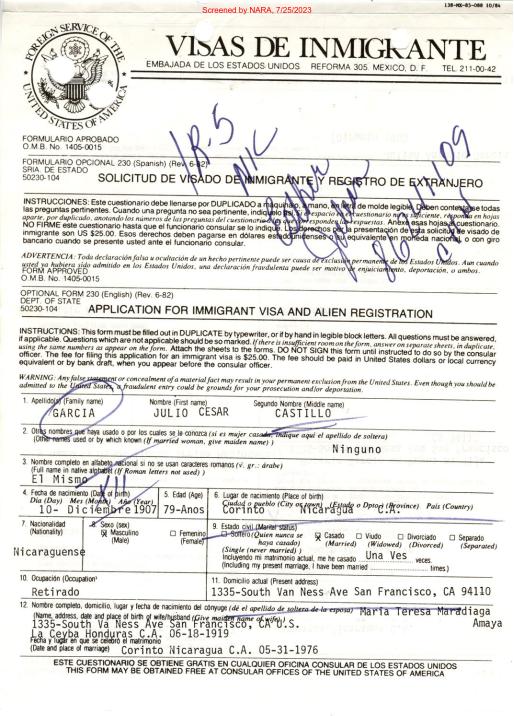 Screened by NARA, 7/25/2023
138-MX-83-088 10/84
FOREIGN SERVICE OF THE UNITED STATES OF AMERICA
VISAS DE INMIGRANTE
EMBAJADA DE LOS ESTADOS UNIDOS REFORMA 305, MEXICO, D. F. TEL. 211-00-42
IR-5
NIC
FORMULARIO APROBADO
O.M.B. No. 1405-0015
FORMULARIO OPCIONAL 230 (Spanish) (Rev. 6-82)
SRIA. DE ESTADO
50230-104
SOLICITUD DE VISADO DE INMIGRANTE Y REGISTRO DE EXTRANJERO
INSTRUCCIONES: Este cuestionario debe llenarse por DUPLICADO a maquina o, a mano, en letra de molde legible. Deben contestarse todas
las preguntas pertinentes. Cuando una pregunta no sea pertinente, indíquelo así. Si el espacio en el cuestionario no es suficiente, responda en hojas
aparte, por duplicado, anotando los números de las preguntas del cuestionario a que corresponden las respuestas. Anexe esas hojas al cuestionario.
NO FIRME este cuestionario hasta que el funcionario consular se lo indique. Los derechos por la presentación de esta solicitud de visado de
inmigrante son US $25.00. Esos derechos deben pagarse en dólares estadounidenses o su equivalente en moneda nacional, o con giro
bancario cuando se presente usted ante el funcionario consular.
ADVERTENCIA: Toda declaración falsa u ocultación de un hecho pertinente puede ser causa de exclusión permanente de los Estados Unidos. Aun cuando
usted ya hubiera sido admitido en los Estados Unidos, una declaración fraudulenta puede ser motivo de enjuiciamiento, deportación, o ambos.
FORM APPROVED
O.M.B. No. 1405-0015
OPTIONAL FORM 230 (English) (Rev. 6-82)
DEPT. OF STATE
50230-104
APPLICATION FOR IMMIGRANT VISA AND ALIEN REGISTRATION
INSTRUCTIONS: This form must be filled out in DUPLICATE by typewriter, or if by hand in legible block letters. All questions must be answered,
if applicable. Questions which are not applicable should be so marked. If there is insufficient room on the form, answer on separate sheets, in duplicate,
using the same numbers as appear on the form. Attach the sheets to the forms. DO NOT SIGN this form until instructed to do so by the consular
officer. The fee for filing this application for an immigrant visa is $25.00. The fee should be paid in United States dollars or local currency
equivalent or by bank draft, when you appear before the consular officer.
WARNING: Any false statement or concealment of a material fact may result in your permanent exclusion from the United States. Even though you should be
admitted to the United States, a fraudulent entry could be grounds for your prosecution and/or deportation.
1. Apellido(s) (Family name) Nombre (First name) Segundo Nombre (Middle name)
GARCIA JULIO CESAR CASTILLO
2. Otros nombres que haya usado o por los cuales se le conozca (si es mujer casada, indique aquí el apellido de soltera)
(Other names used or by which known (If married woman, give maiden name) )
Ninguno
3. Nombre completo en alfabeto nacional si no se usan caracteres romanos (v. gr.: árabe)
(Full name in native alphabet (If Roman letters not used) )
El Mismo
4. Fecha de nacimiento (Date of birth) 5. Edad (Age) 6. Lugar de nacimiento (Place of birth)
Día (Day) Mes (Month) Año (Year) Ciudad o pueblo (City or town) (Estado o Dpto) (Province) País (Country)
10- Diciembre 1907 79-Anos Corinto Nicaragua C.A.
7. Nacionalidad 8. Sexo (sex) 9. Estado civil (Marital status)
(Nationality) X Masculino Femenino Soltero (Quien nunca se X Casado Viudo Divorciado Separado
(Male) (Female) haya casado) (Married) (Widowed) (Divorced) (Separated)
(Single (never married) )
Nicaraguense Incluyendo mi matrimonio actual, me he casado Una Ves veces.
(Including my present marriage, I have been married times)
10. Ocupación (Occupation) 11. Domicilio actual (Present address)
Retirado 1335-South Van Ness Ave San Francisco, CA 94110
12. Nombre completo, domicilio, lugar y fecha de nacimiento del cónyuge (dé el apellido de soltera de la esposa) Maria Teresa Maradiaga
(Name, address, date and place of birth of wife/husband (Give maiden name of wife) ) Amaya
1335-South Va Ness Ave San Francisco, CA U.S.
La Ceyba Honduras C.A. 06-18-1919
Fecha y lugar en que se celebró el matrimonio
(Date and place of marriage) Corinto Nicaragua C.A. 05-31-1976
ESTE CUESTIONARIO SE OBTIENE GRATIS EN CUALQUIER OFICINA CONSULAR DE LOS ESTADOS UNIDOS
THIS FORM MAY BE OBTAINED FREE AT CONSULAR OFFICES OF THE UNITED STATES OF AMERICA